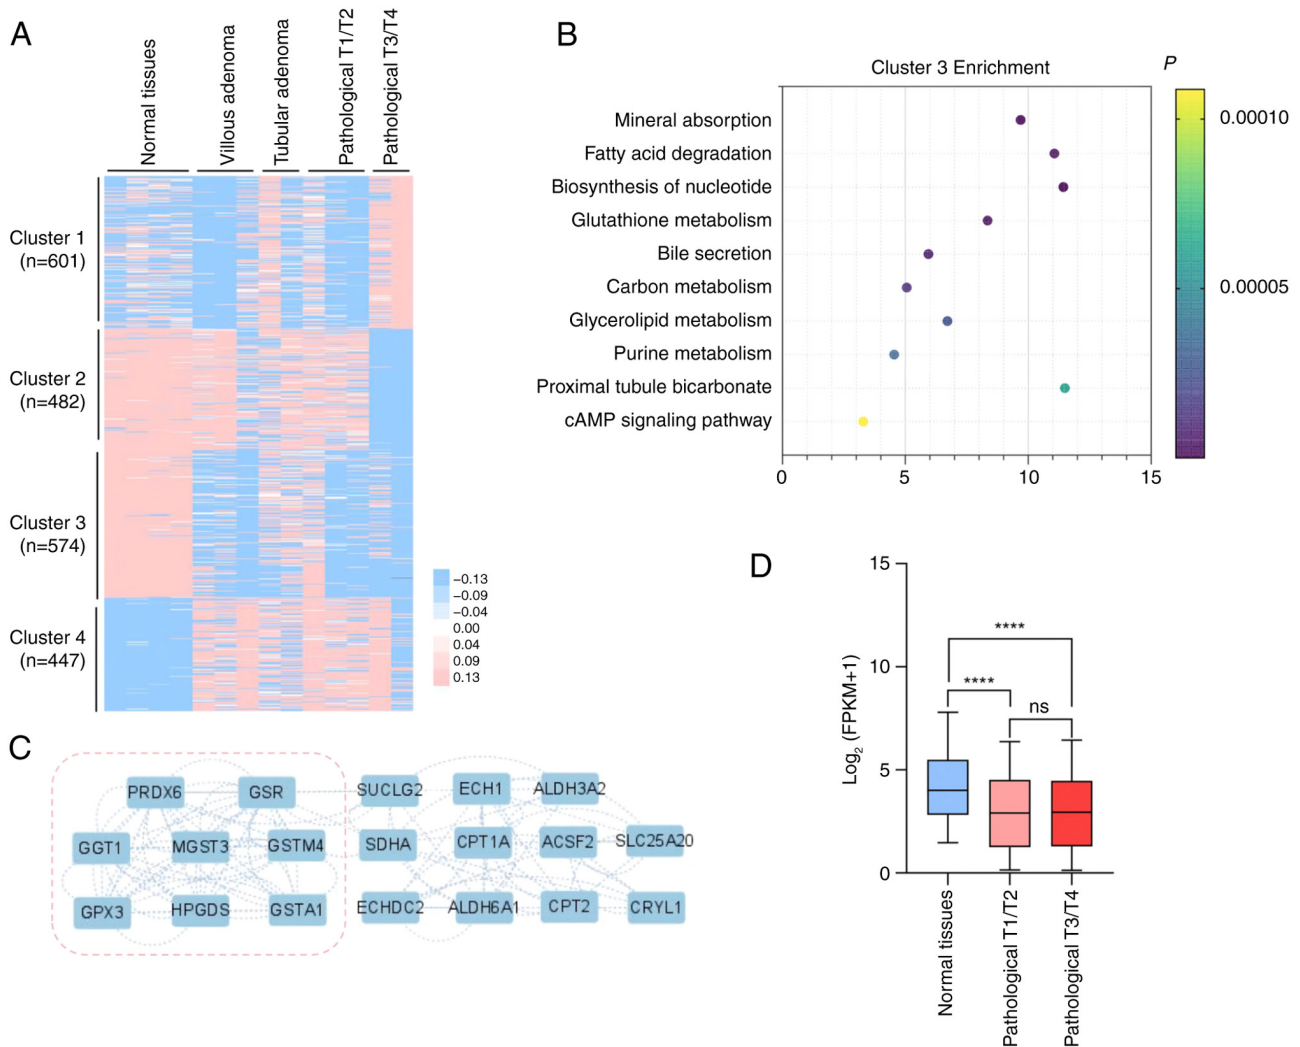 A
Normal tissues
Villous adenoma
Tubular adenoma
Pathological T1/T2
Pathological T3/T4
Cluster 1
(n=601)
Cluster 2
(n=482)
Cluster 3
(n=574)
Cluster 4
(n=447)
−0.13
−0.09
−0.04
0.00
0.04
0.09
0.13
B
Cluster 3 Enrichment
P
Mineral absorption
Fatty acid degradation
Biosynthesis of nucleotide
Glutathione metabolism
Bile secretion
Carbon metabolism
Glycerolipid metabolism
Purine metabolism
Proximal tubule bicarbonate
cAMP signaling pathway
0 5 10 15
0.00010
0.00005
C
PRDX6 GSR SUCLG2 ECH1 ALDH3A2
GGT1 MGST3 GSTM4 SDHA CPT1A ACSF2 SLC25A20
GPX3 HPGDS GSTA1 ECHDC2 ALDH6A1 CPT2 CRYL1
D
Log2 (FPKM+1)
15
10
5
0
****
****
ns
Normal tissues
Pathological T1/T2
Pathological T3/T4